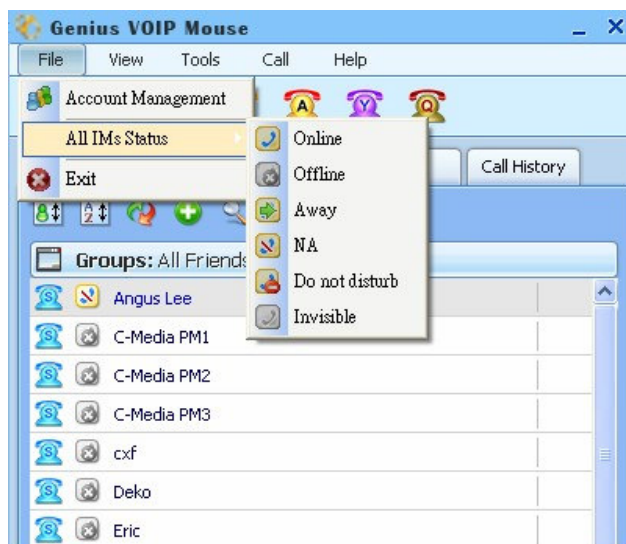 Genius VOIP Mouse
File View Tools Call Help
Account Management
All IMs Status
Exit
A Y Q
Online
Offline
Away
NA
Do not disturb
Invisible
Call History
Groups: All Friends
S Angus Lee
S C-Media PM1
S C-Media PM2
S C-Media PM3
S cxf
S Deko
S Eric